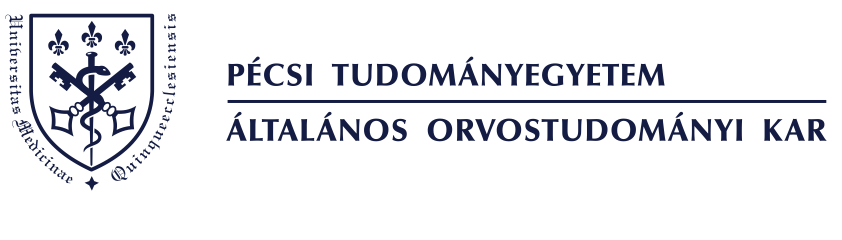 Universitas Medicinae
Quinqueecclesiensis
PÉCSI TUDOMÁNYEGYETEM
ÁLTALÁNOS ORVOSTUDOMÁNYI KAR